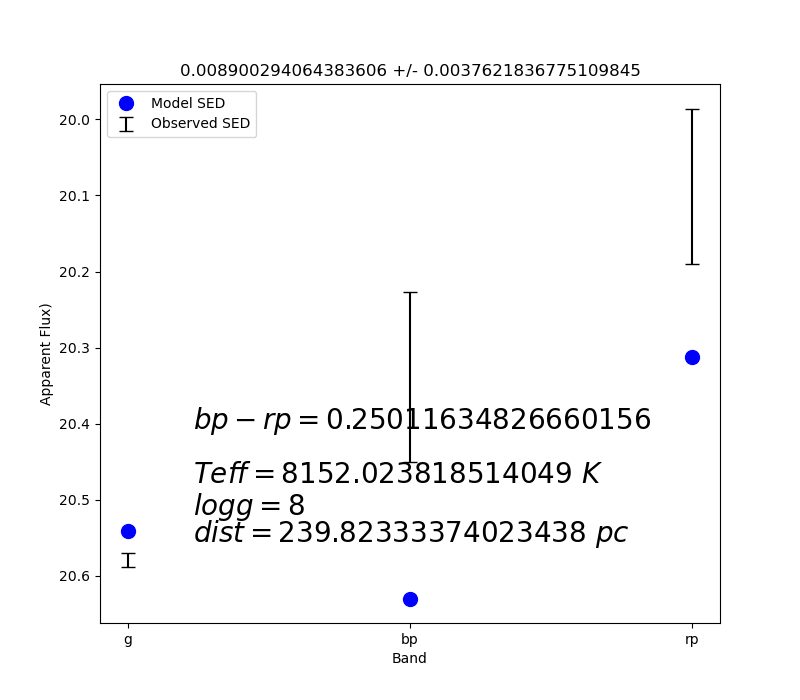 0.008900294064383606 +/- 0.0037621836775109845
Model SED
Observed SED
20.0
20.1
20.2
20.3
20.4
20.5
20.6
Apparent Flux)
bp − rp = 0.25011634826660156
Teff = 8152.023818514049 K
logg = 8
dist = 239.82333374023438 pc
g
bp
rp
Band